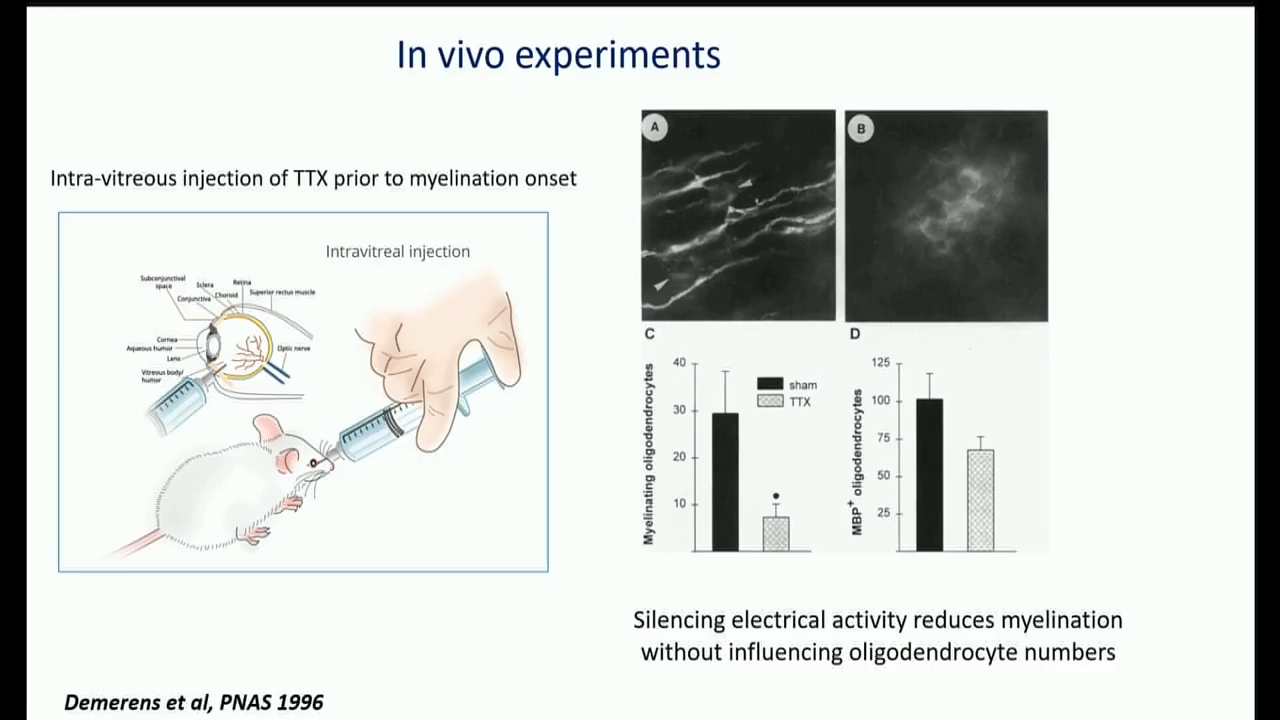 In vivo experiments
Intra-vitreous injection of TTX prior to myelination onset
Intravitreal injection
Subconjunctival
space
Sclera
Retina
Conjunctiva
Choroid
Superior rectus muscle
Cornea
Aqueous humor
Lens
Optic nerve
Vitreous body/
humor
A
B
C
D
Myelinating oligodendrocytes
40
30
20
10
sham
TTX
MBP+ oligodendrocytes
125
100
75
50
25
Silencing electrical activity reduces myelination
without influencing oligodendrocyte numbers
Demerens et al, PNAS 1996